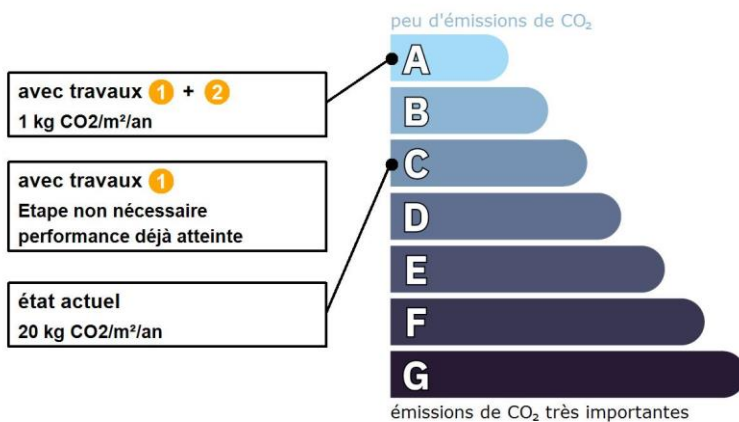 peu d'émissions de CO₂
A
B
C
D
E
F
G
émissions de CO₂ très importantes
avec travaux 1 + 2
1 kg CO2/m²/an
avec travaux 1
Etape non nécessaire
performance déjà atteinte
état actuel
20 kg CO2/m²/an